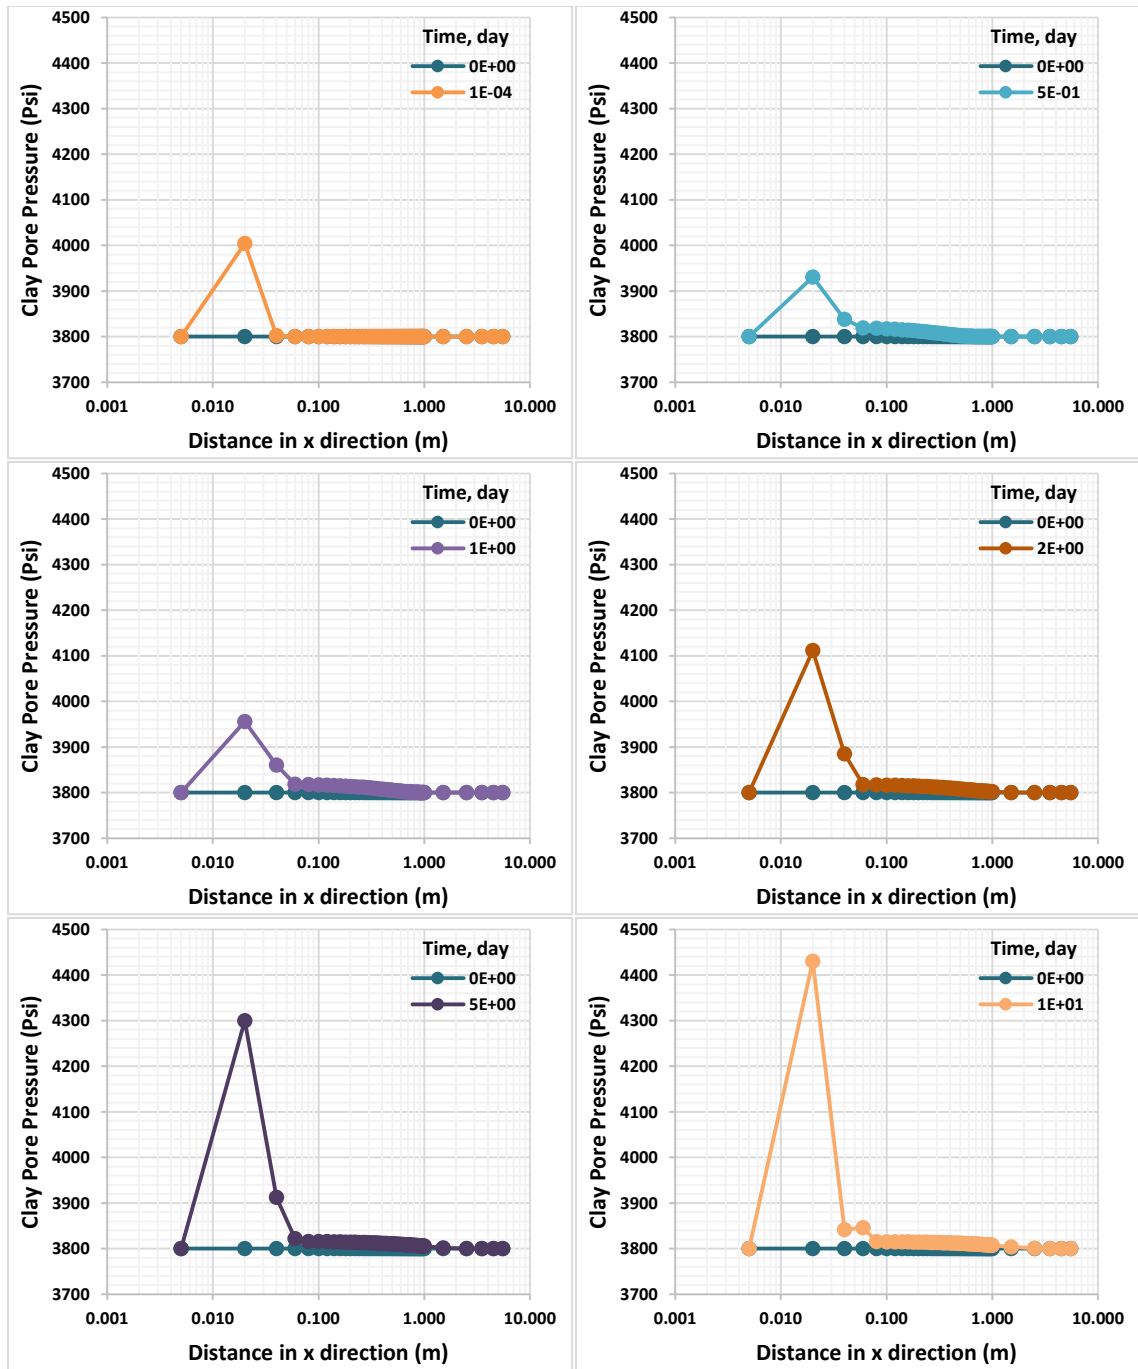 4500
4400
4300
4200
4100
4000
3900
3800
3700
Clay Pore Pressure (Psi)
Time, day
0E+00
1E-04
0.001 0.010 0.100 1.000 10.000
Distance in x direction (m)
4500
4400
4300
4200
4100
4000
3900
3800
3700
Clay Pore Pressure (Psi)
Time, day
0E+00
5E-01
0.001 0.010 0.100 1.000 10.000
Distance in x direction (m)
4500
4400
4300
4200
4100
4000
3900
3800
3700
Clay Pore Pressure (Psi)
Time, day
0E+00
1E+00
0.001 0.010 0.100 1.000 10.000
Distance in x direction (m)
4500
4400
4300
4200
4100
4000
3900
3800
3700
Clay Pore Pressure (Psi)
Time, day
0E+00
2E+00
0.001 0.010 0.100 1.000 10.000
Distance in x direction (m)
4500
4400
4300
4200
4100
4000
3900
3800
3700
Clay Pore Pressure (Psi)
Time, day
0E+00
5E+00
0.001 0.010 0.100 1.000 10.000
Distance in x direction (m)
4500
4400
4300
4200
4100
4000
3900
3800
3700
Clay Pore Pressure (Psi)
Time, day
0E+00
1E+01
0.001 0.010 0.100 1.000 10.000
Distance in x direction (m)